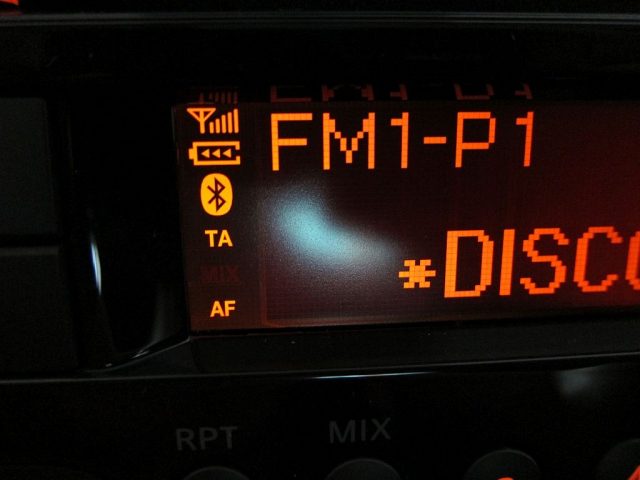 FM1-P1
TA
*DISCO
MIX
AF
RPT MIX